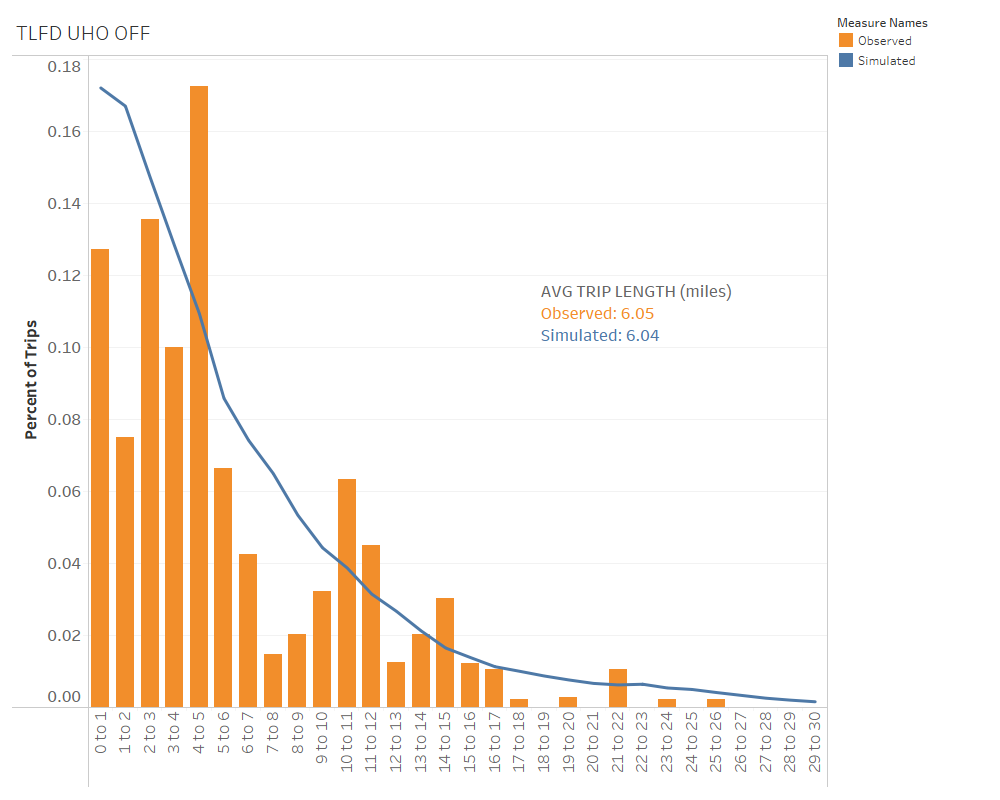 TLFD UHO OFF
Measure Names
Observed
Simulated
Percent of Trips
0.18
0.16
0.14
0.12
0.10
0.08
0.06
0.04
0.02
0.00
AVG TRIP LENGTH (miles)
Observed: 6.05
Simulated: 6.04
0 to 1
1 to 2
2 to 3
3 to 4
4 to 5
5 to 6
6 to 7
7 to 8
8 to 9
9 to 10
10 to 11
11 to 12
12 to 13
13 to 14
14 to 15
15 to 16
16 to 17
17 to 18
18 to 19
19 to 20
20 to 21
21 to 22
22 to 23
23 to 24
24 to 25
25 to 26
26 to 27
27 to 28
28 to 29
29 to 30